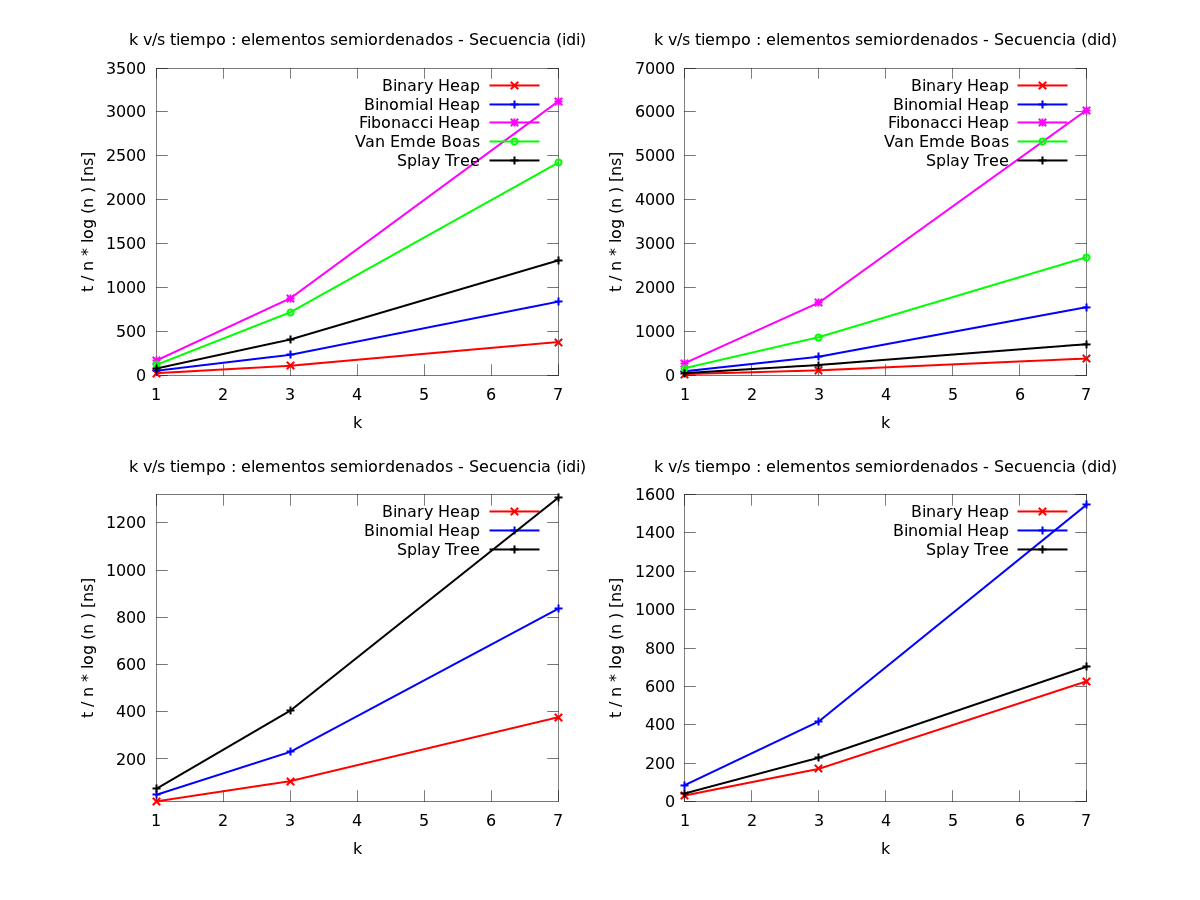 k v/s tiempo : elementos semiordenados - Secuencia (idi)
t / n * log (n ) [ns]
3500
3000
2500
2000
1500
1000
500
0
Binary Heap
Binomial Heap
Fibonacci Heap
Van Emde Boas
Splay Tree
1 2 3 4 5 6 7
k
k v/s tiempo : elementos semiordenados - Secuencia (did)
t / n * log (n ) [ns]
7000
6000
5000
4000
3000
2000
1000
0
Binary Heap
Binomial Heap
Fibonacci Heap
Van Emde Boas
Splay Tree
1 2 3 4 5 6 7
k
k v/s tiempo : elementos semiordenados - Secuencia (idi)
t / n * log (n ) [ns]
1200
1000
800
600
400
200
Binary Heap
Binomial Heap
Splay Tree
1 2 3 4 5 6 7
k
k v/s tiempo : elementos semiordenados - Secuencia (did)
t / n * log (n ) [ns]
1600
1400
1200
1000
800
600
400
200
0
Binary Heap
Binomial Heap
Splay Tree
1 2 3 4 5 6 7
k